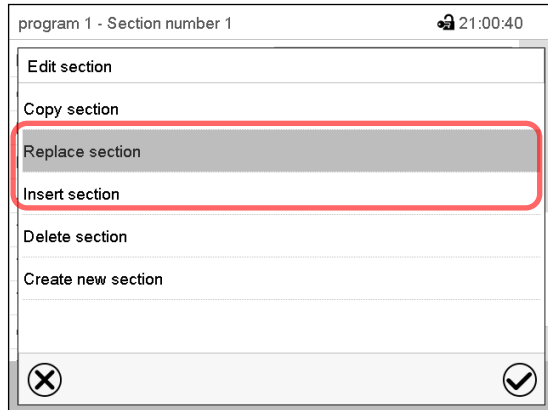 program 1 - Section number 1 21:00:40
Edit section
Copy section
Replace section
Insert section
Delete section
Create new section